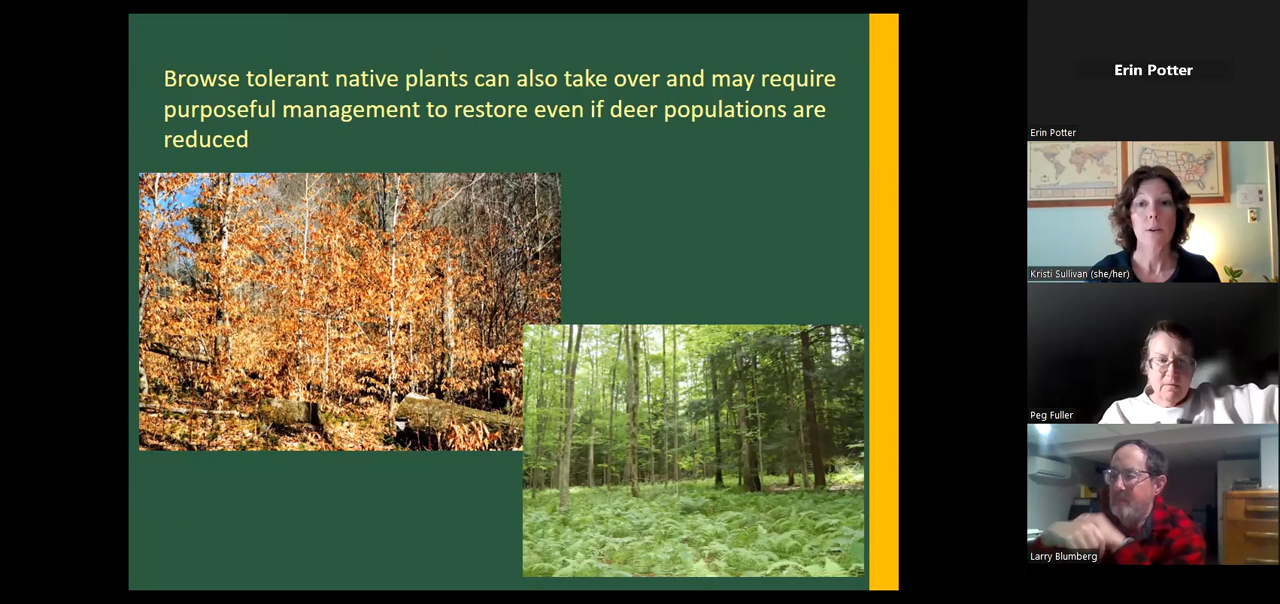 Browse tolerant native plants can also take over and may require
purposeful management to restore even if deer populations are
reduced
Erin Potter
Erin Potter
Kristi Sullivan (she/her)
Peg Fuller
Larry Blumberg